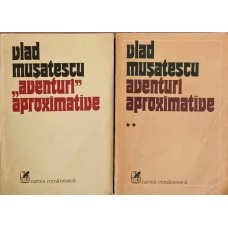 vlad
mușatescu
„aventuri”
aproximative
cartea românească
vlad
mușatescu
aventuri
aproximative
**
cartea românească